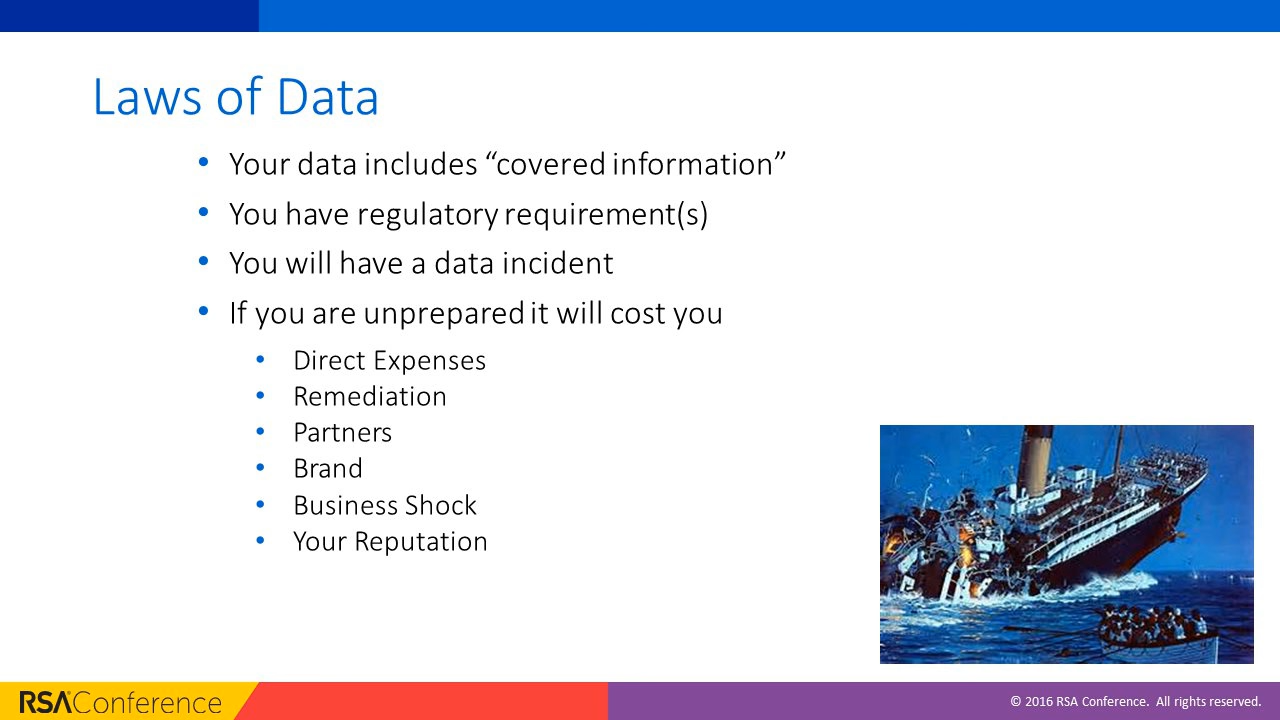 Laws of Data
• Your data includes “covered information”
• You have regulatory requirement(s)
• You will have a data incident
• If you are unprepared it will cost you
• Direct Expenses
• Remediation
• Partners
• Brand
• Business Shock
• Your Reputation
RSAConference
© 2016 RSA Conference. All rights reserved.